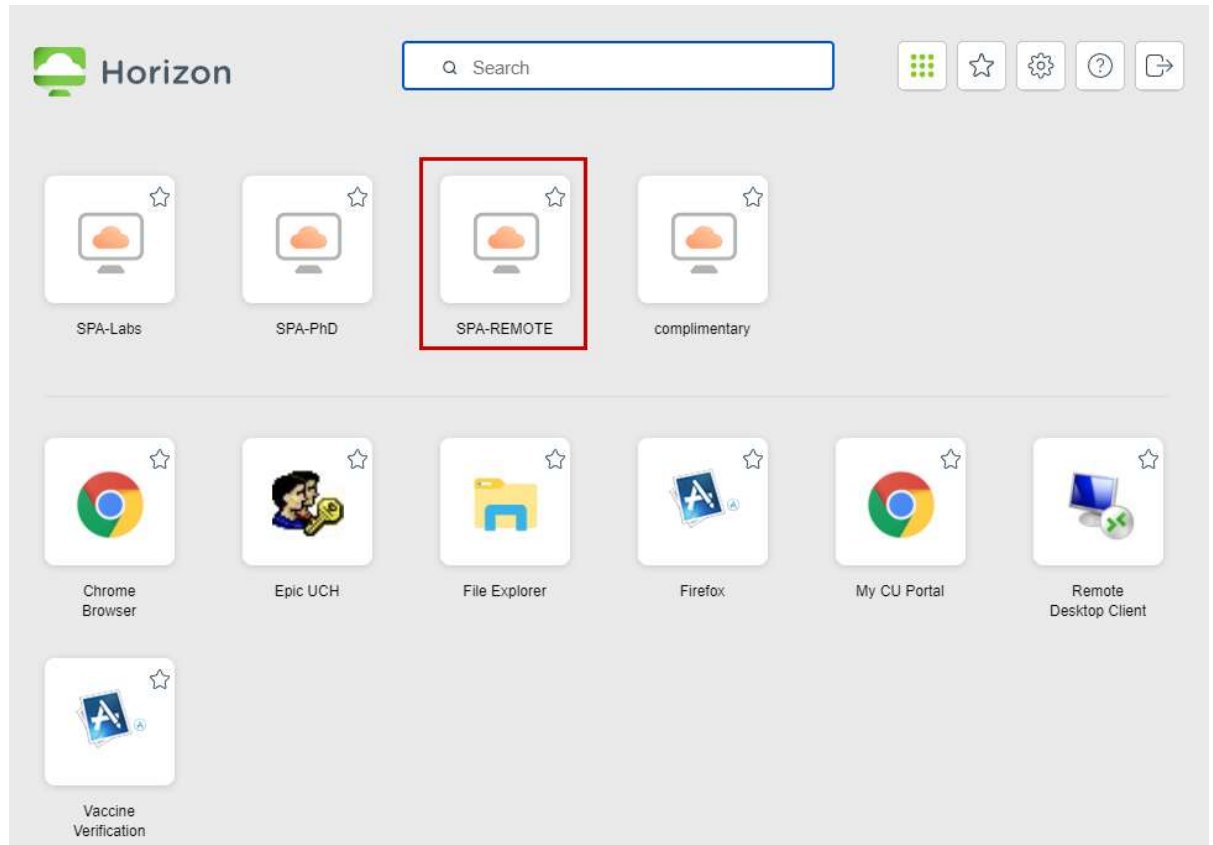 Horizon
Search
SPA-Labs
SPA-PhD
SPA-REMOTE
complimentary
Chrome
Browser
Epic UCH
File Explorer
Firefox
My CU Portal
Remote
Desktop Client
Vaccine
Verification